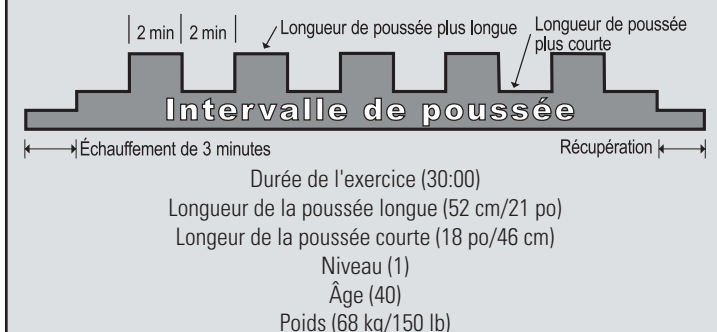 2 min 2 min Longueur de poussée plus longue Longueur de poussée
plus courte
Intervalle de poussée
Échauffement de 3 minutes Récupération
Durée de l'exercice (30:00)
Longueur de la poussée longue (52 cm/21 po)
Longeur de la poussée courte (18 po/46 cm)
Niveau (1)
Âge (40)
Poids (68 kg/150 lb)